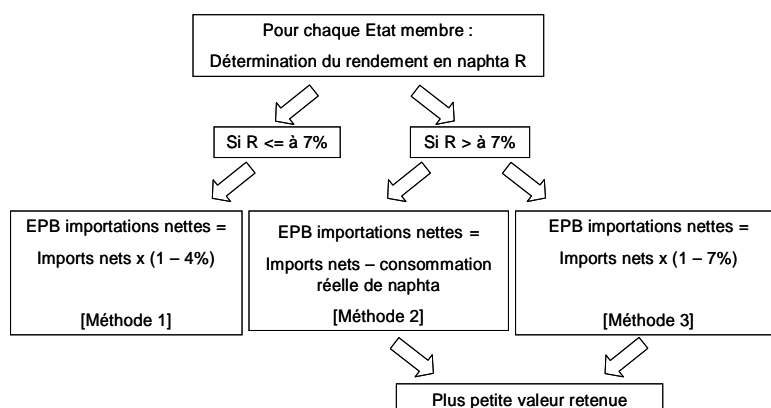 Pour chaque Etat membre :
Détermination du rendement en naphta R
Si R <= à 7%
Si R > à 7%
EPB importations nettes =
Imports nets x (1 – 4%)
[Méthode 1]
EPB importations nettes =
Imports nets – consommation
réelle de naphta
[Méthode 2]
EPB importations nettes =
Imports nets x (1 – 7%)
[Méthode 3]
Plus petite valeur retenue